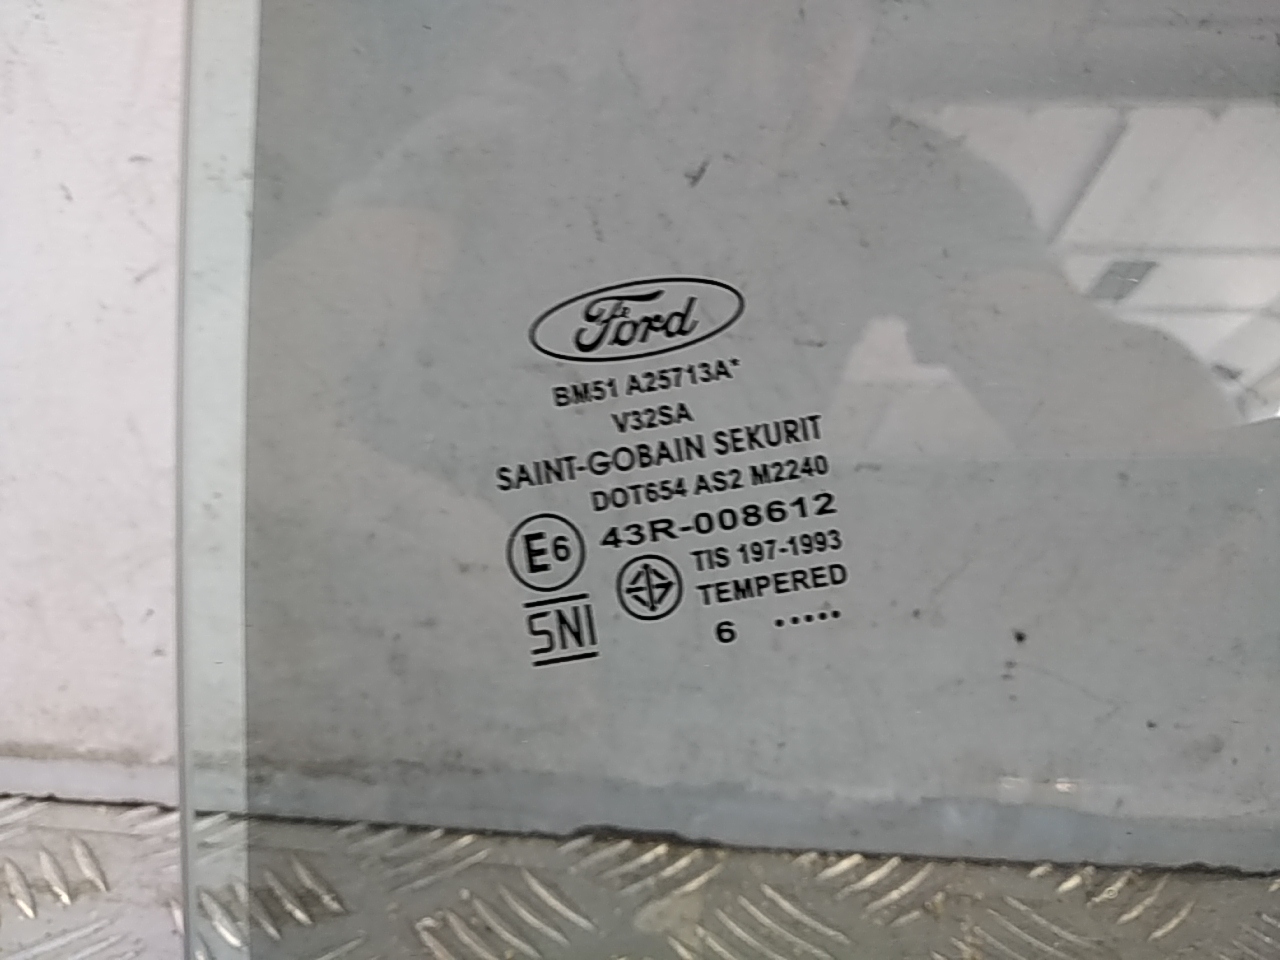 Ford
BM51 A25713A*
V32SA
SAINT-GOBAIN SEKURIT
DOT654 AS2 M2240
E6 43R-008612
TIS 197-1993
SNI TEMPERED
6 •••••